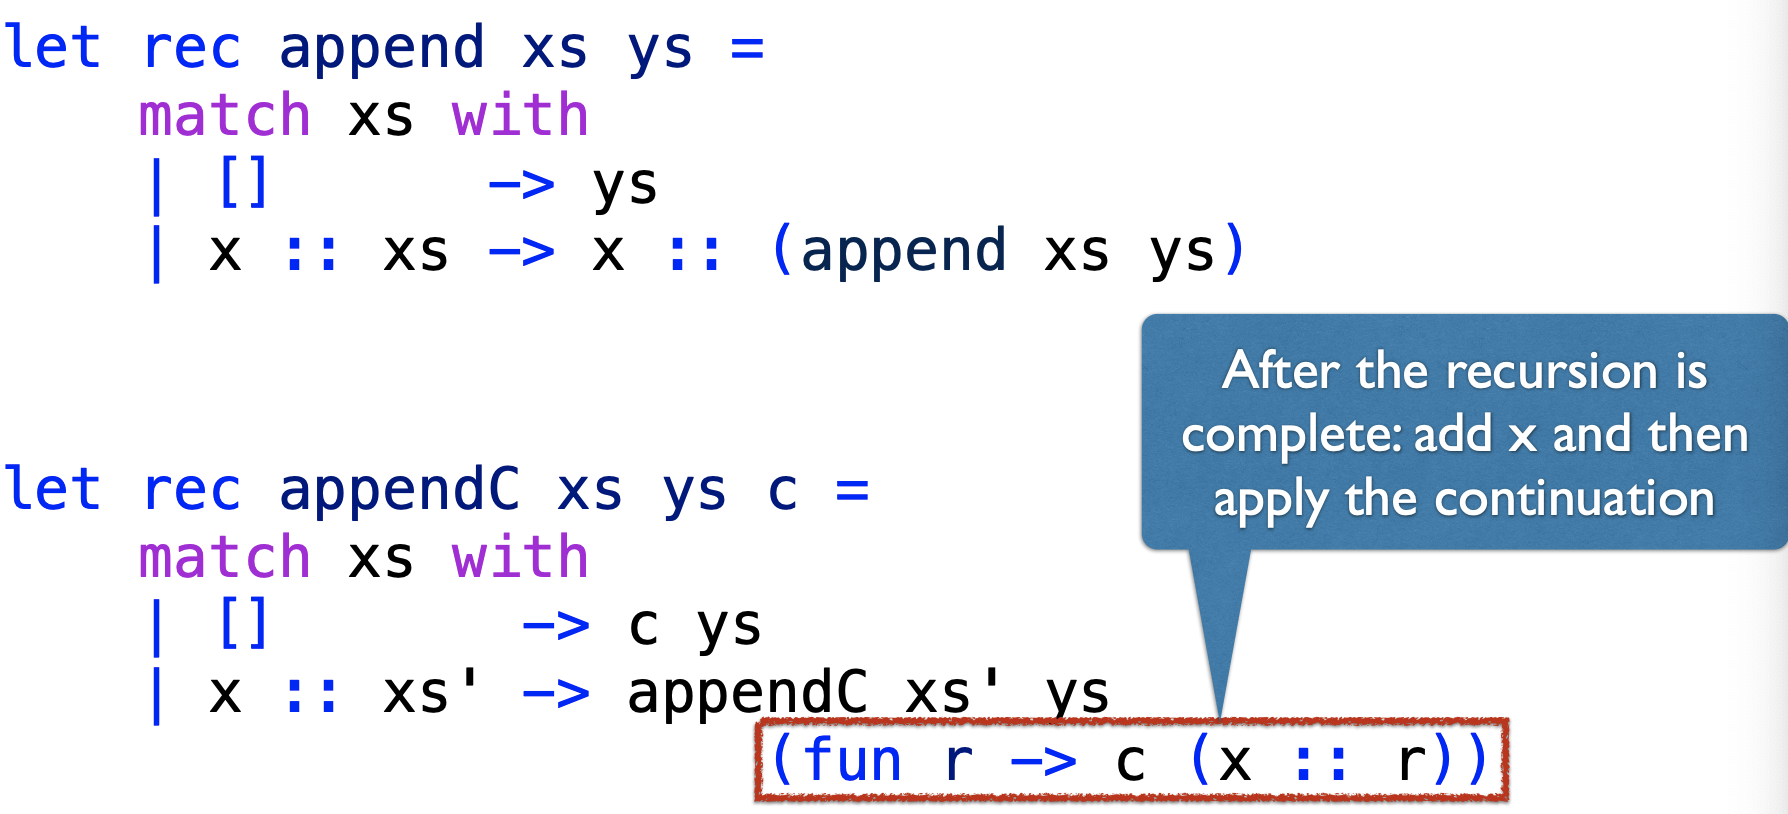 let rec append xs ys =
    match xs with
    | []      -> ys
    | x :: xs -> x :: (append xs ys)
After the recursion is
complete: add x and then
apply the continuation
let rec appendC xs ys c =
    match xs with
    | []       -> c ys
    | x :: xs' -> appendC xs' ys
                      (fun r -> c (x :: r))